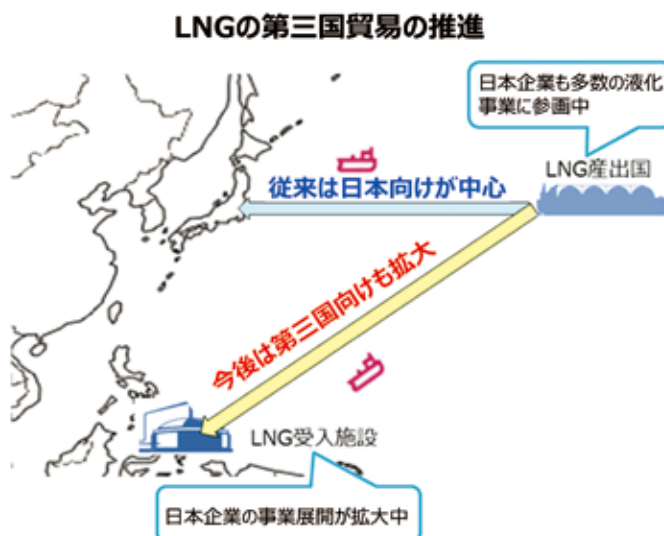 LNGの第三国貿易の推進
日本企業も多数の液化
事業に参画中
LNG産出国
従来は日本向けが中心
今後は第三国向けも拡大
LNG受入施設
日本企業の事業展開が拡大中